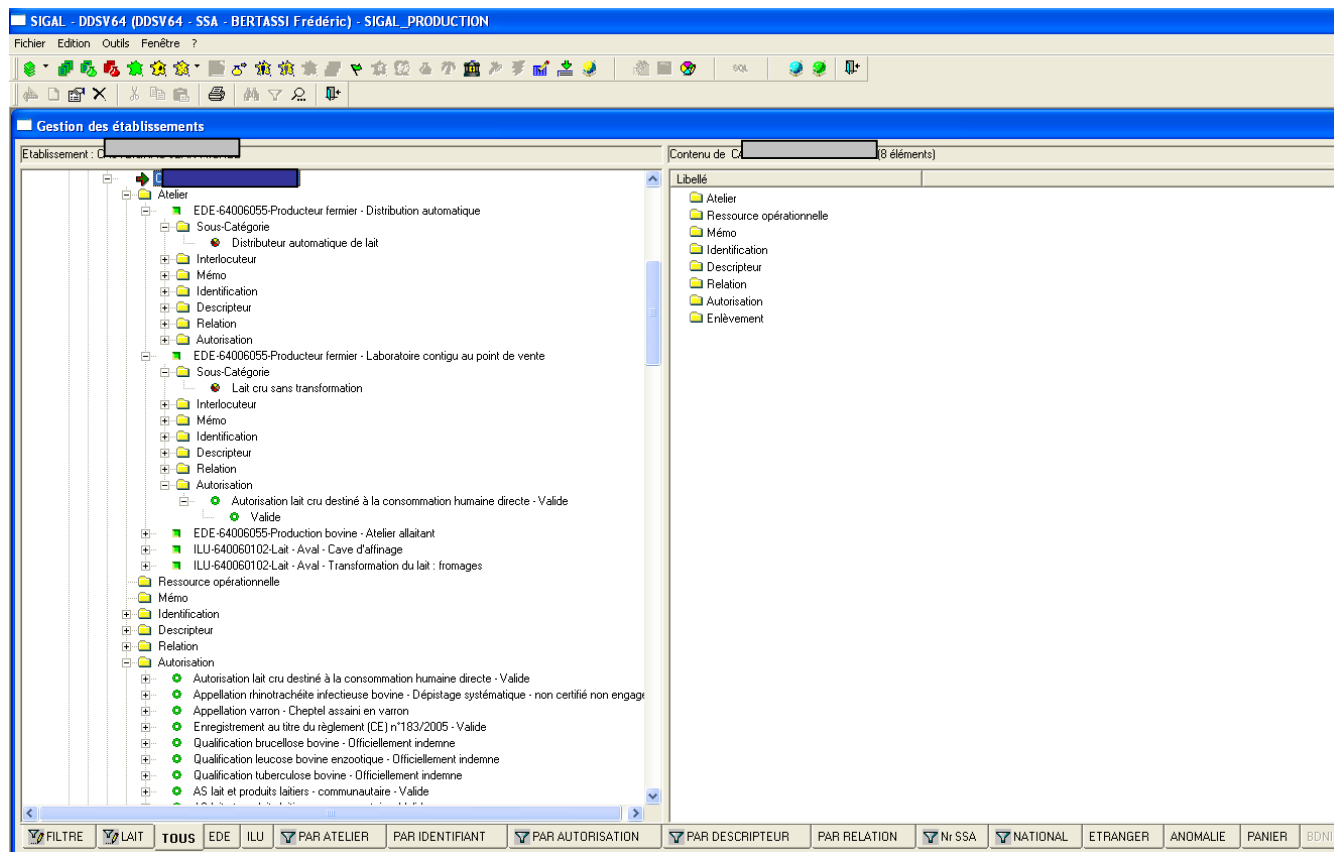 SIGAL - DDSV64 (DDSV64 - SSA - BERTASSI Frédéric) - SIGAL_PRODUCTION
Fichier Edition Outils Fenêtre ?
SQL
Gestion des établissements
Etablissement :
Contenu de (8 éléments)
Libellé
Atelier
EDE-64006055-Producteur fermier - Distribution automatique
Sous-Catégorie
Distributeur automatique de lait
Interlocuteur
Mémo
Identification
Descripteur
Relation
Autorisation
EDE-64006055-Producteur fermier - Laboratoire contigu au point de vente
Sous-Catégorie
Lait cru sans transformation
Interlocuteur
Mémo
Identification
Descripteur
Relation
Autorisation
Autorisation lait cru destiné à la consommation humaine directe - Valide
Valide
EDE-64006055-Production bovine - Atelier allaitant
ILU-640060102-Lait - Aval - Cave d'affinage
ILU-640060102-Lait - Aval - Transformation du lait : fromages
Ressource opérationnelle
Mémo
Identification
Descripteur
Relation
Autorisation
Autorisation lait cru destiné à la consommation humaine directe - Valide
Appellation rhinotrachéite infectieuse bovine - Dépistage systématique - non certifié non engage
Appellation varron - Cheptel assaini en varron
Enregistrement au titre du règlement (CE) n°183/2005 - Valide
Qualification brucellose bovine - Officiellement indemne
Qualification leucose bovine enzootique - Officiellement indemne
Qualification tuberculose bovine - Officiellement indemne
AS lait et produits laitiers - communautaire - Valide
Atelier
Ressource opérationnelle
Mémo
Identification
Descripteur
Relation
Autorisation
Enlèvement
FILTRE LAIT TOUS EDE ILU PAR ATELIER PAR IDENTIFIANT PAR AUTORISATION PAR DESCRIPTEUR PAR RELATION Nr SSA NATIONAL ETRANGER ANOMALIE PANIER BDNI